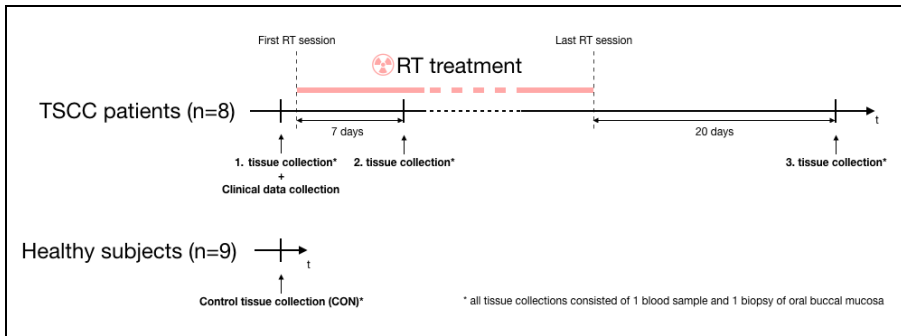 First RT session
Last RT session
RT treatment
TSCC patients (n=8)
t
7 days
20 days
1. tissue collection*
+
Clinical data collection
2. tissue collection*
3. tissue collection*
Healthy subjects (n=9)
t
Control tissue collection (CON)*
* all tissue collections consisted of 1 blood sample and 1 biopsy of oral buccal mucosa